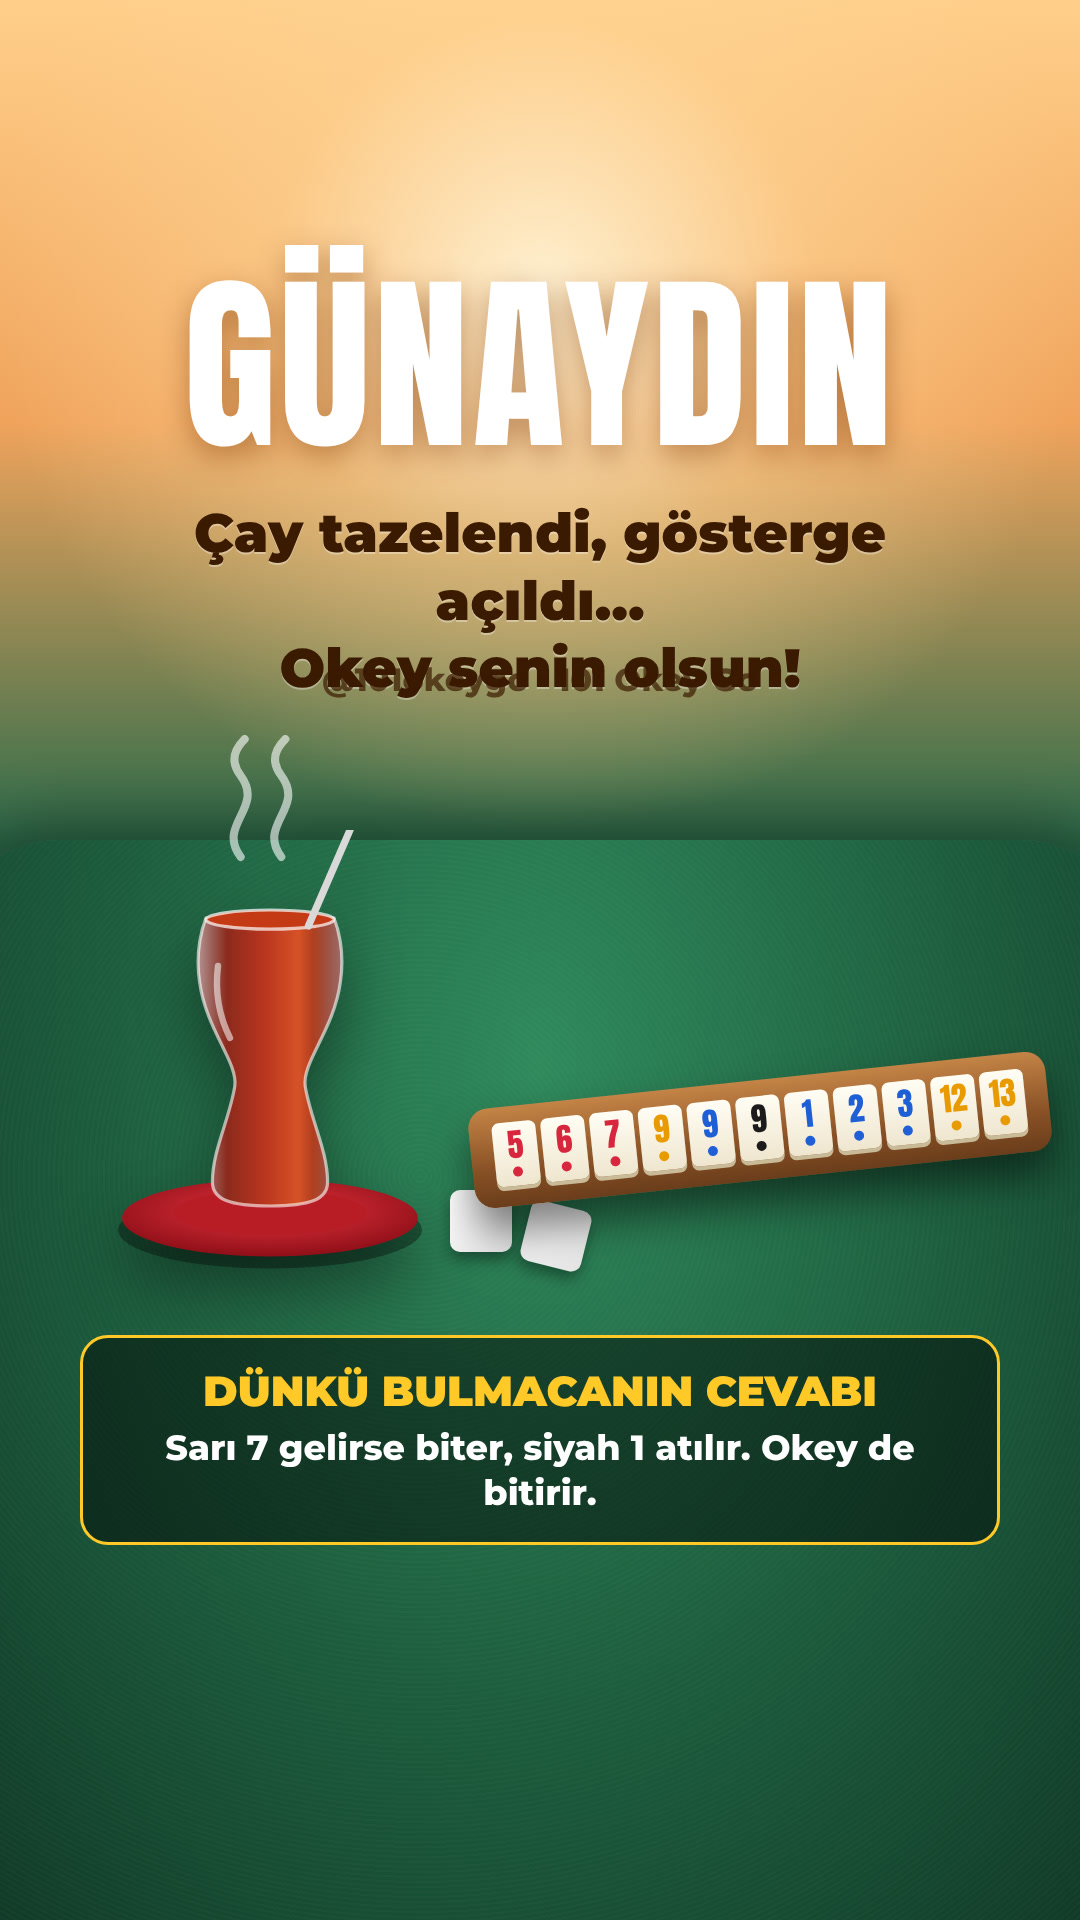 GÜNAYDIN
Çay tazelendi, gösterge
açıldı...
Okey senin olsun!
5 6 7 9 9 9 1 2 3 12 13
DÜNKÜ BULMACANIN CEVABI
Sarı 7 gelirse biter, siyah 1 atılır. Okey de
bitirir.